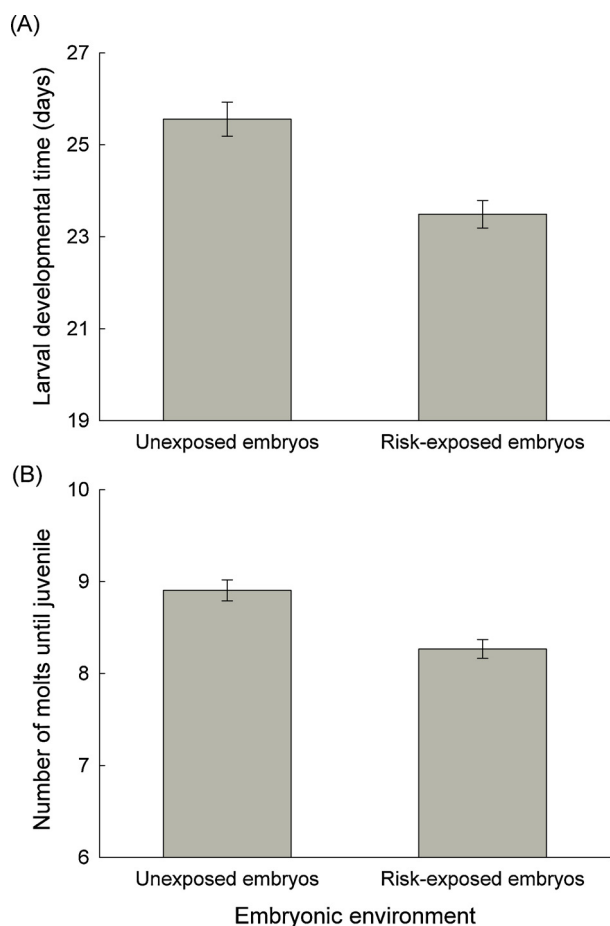 (A)
Larval developmental time (days)
27
25
23
21
19
Unexposed embryos
Risk-exposed embryos
(B)
Number of molts until juvenile
10
9
8
7
6
Unexposed embryos
Risk-exposed embryos
Embryonic environment